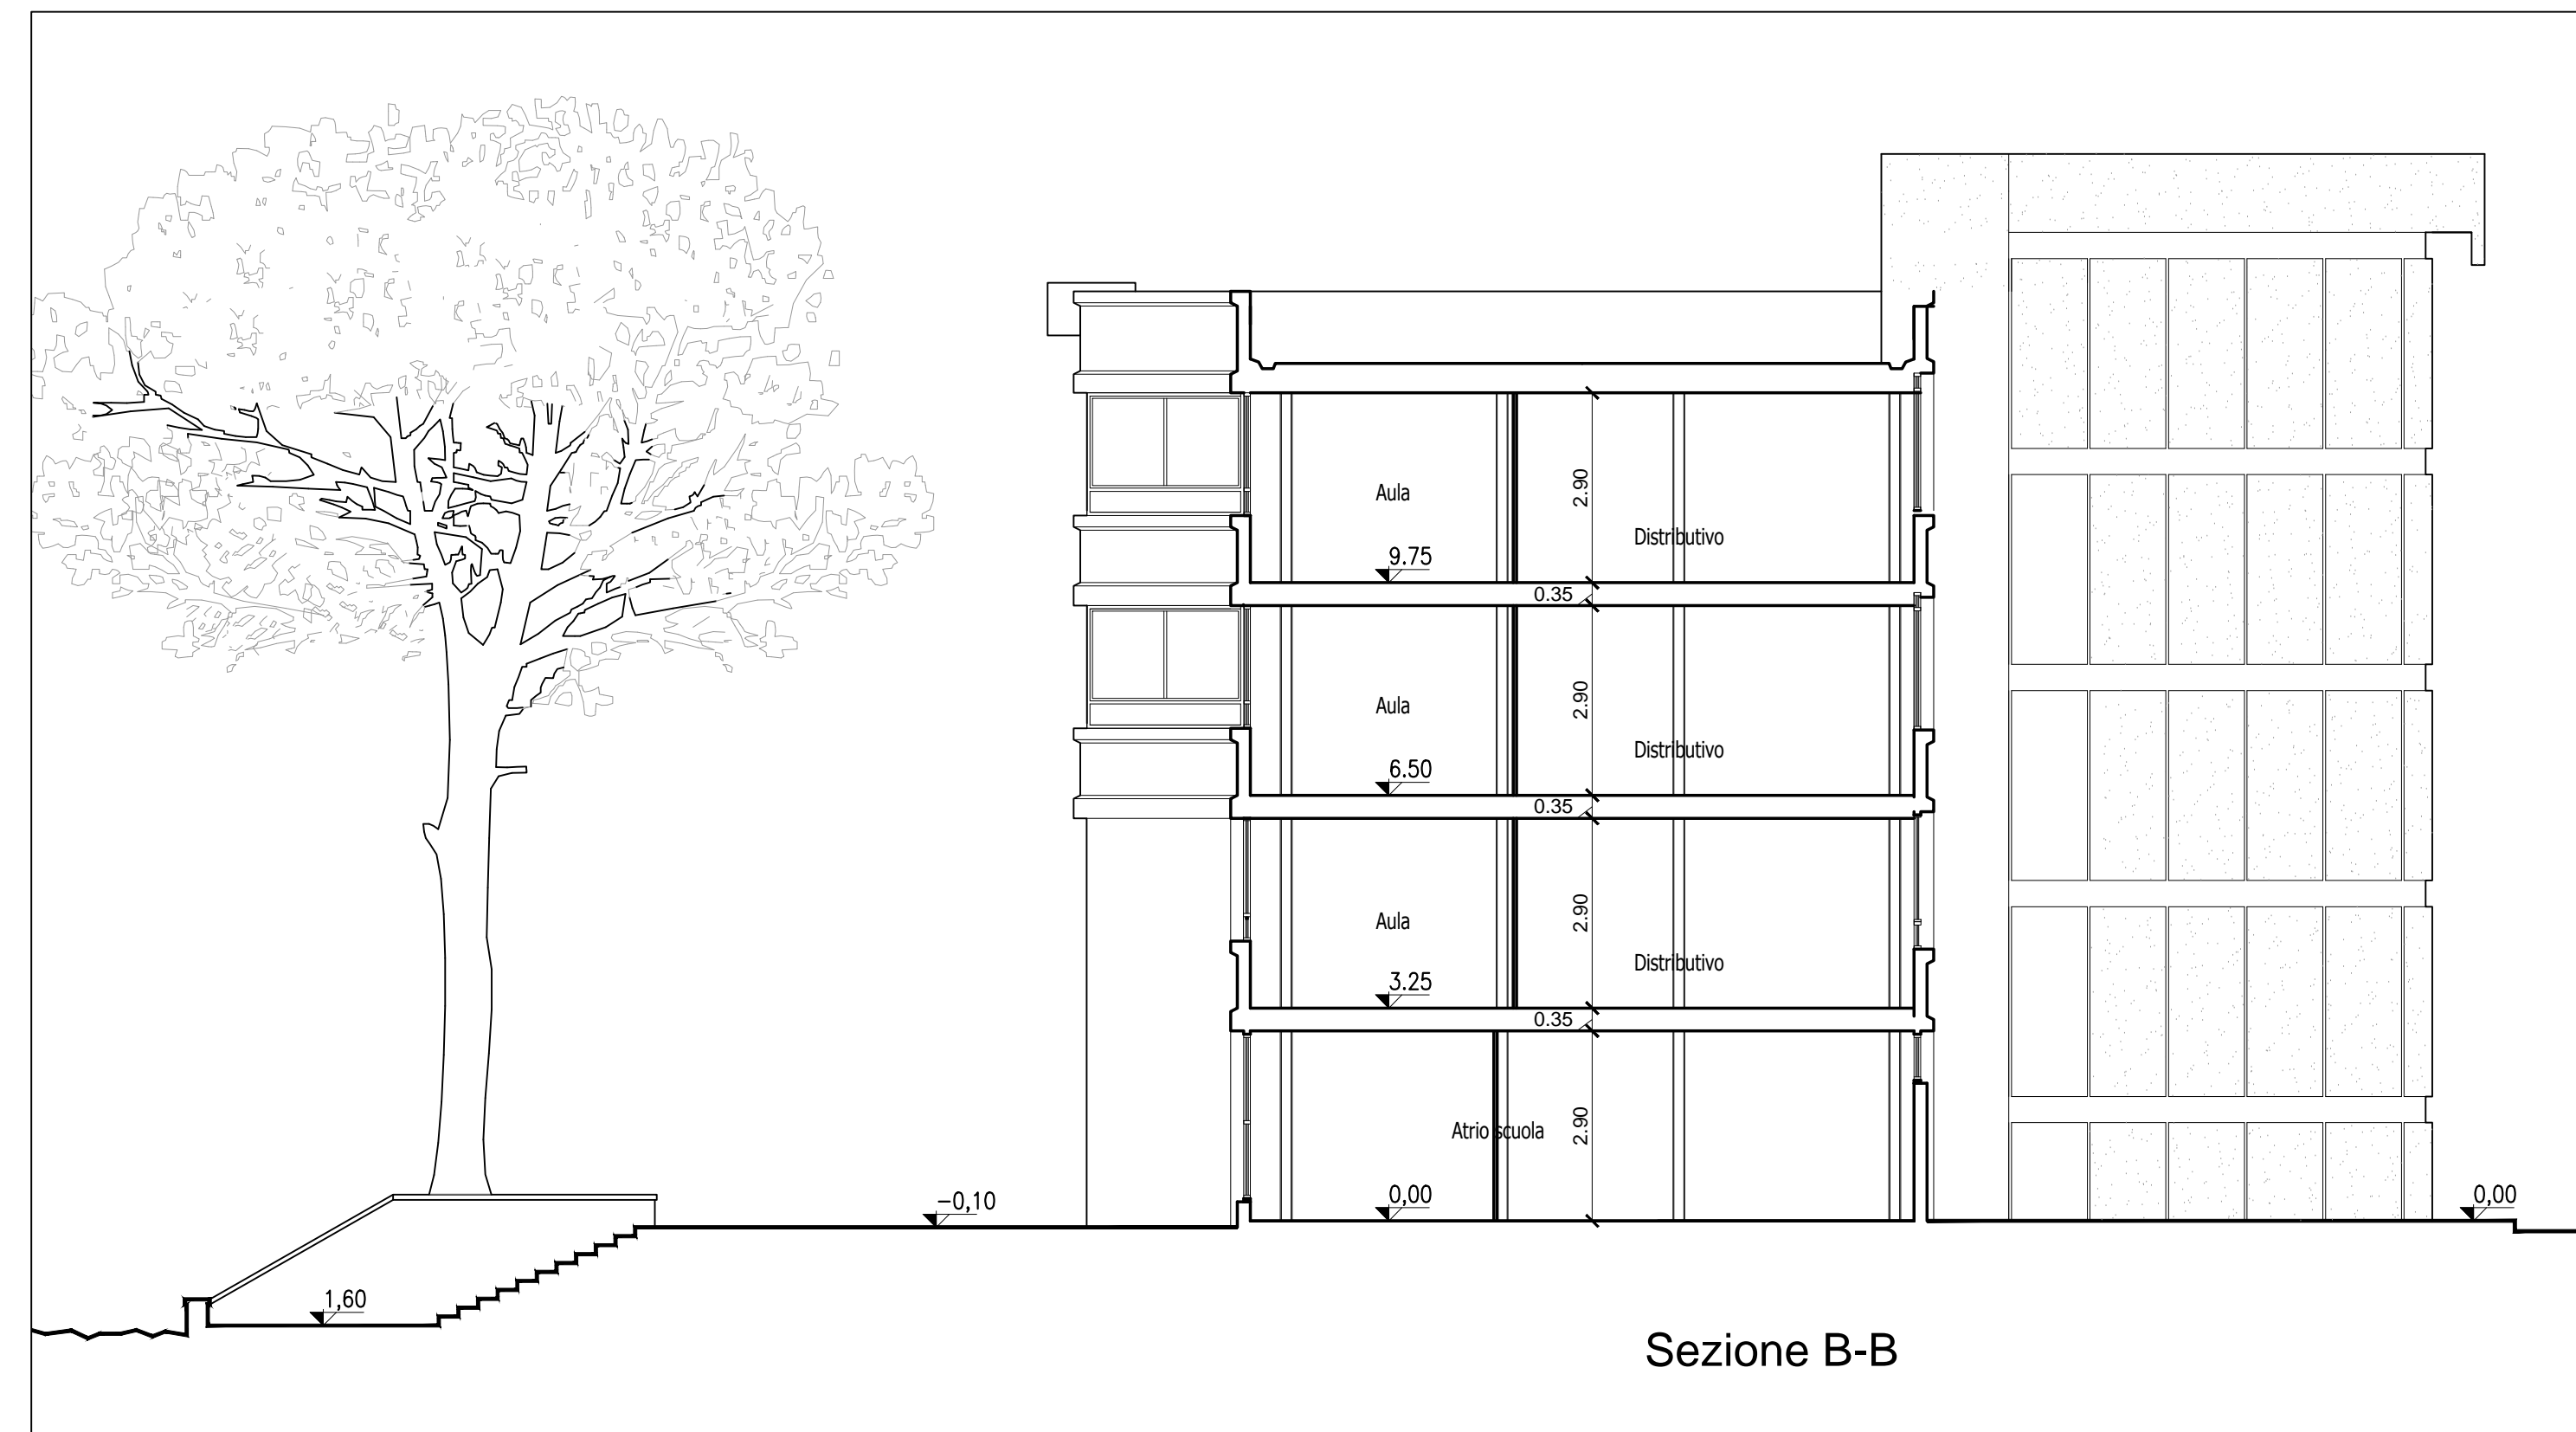 Aula
2.90
Distributivo
9.75
0.35
Aula
2.90
Distributivo
6.50
0.35
Aula
2.90
Distributivo
3.25
0.35
Atrio scuola
2.90
0,00
−0,10
0,00
1,60
Sezione B-B